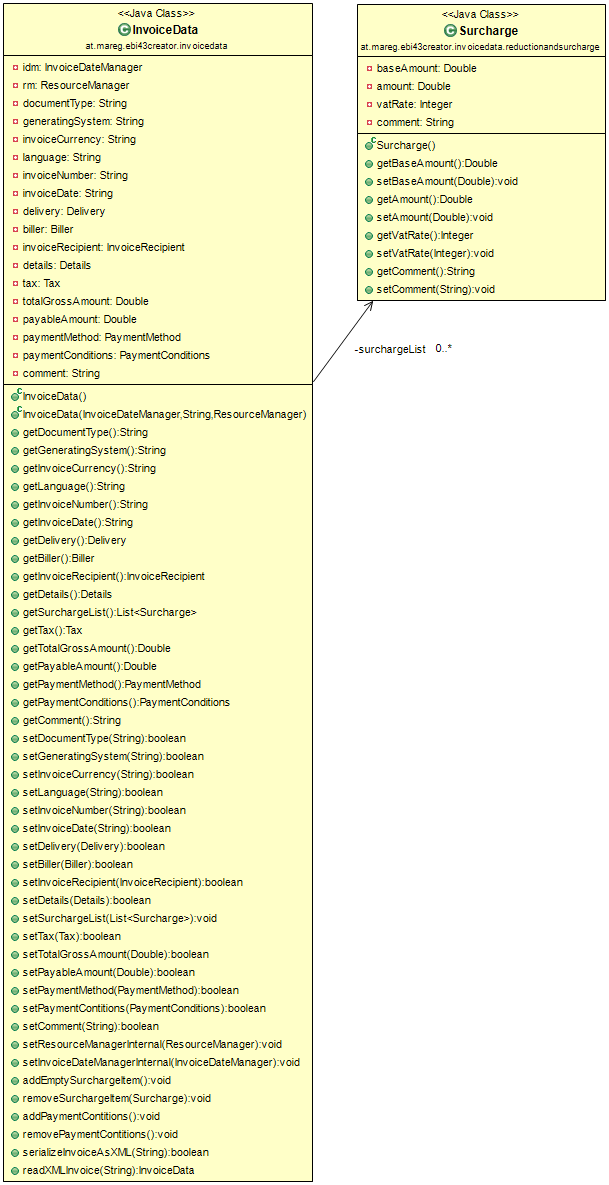 <<Java Class>>
InvoiceData
at.mareg.ebi43creator.invoicedata
idm: InvoiceDateManager
rm: ResourceManager
documentType: String
generatingSystem: String
invoiceCurrency: String
language: String
invoiceNumber: String
invoiceDate: String
delivery: Delivery
biller: Biller
invoiceRecipient: InvoiceRecipient
details: Details
tax: Tax
totalGrossAmount: Double
payableAmount: Double
paymentMethod: PaymentMethod
paymentConditions: PaymentConditions
comment: String
InvoiceData()
InvoiceData(InvoiceDateManager,String,ResourceManager)
getDocumentType():String
getGeneratingSystem():String
getInvoiceCurrency():String
getLanguage():String
getInvoiceNumber():String
getInvoiceDate():String
getDelivery():Delivery
getBiller():Biller
getInvoiceRecipient():InvoiceRecipient
getDetails():Details
getSurchargeList():List<Surcharge>
getTax():Tax
getTotalGrossAmount():Double
getPayableAmount():Double
getPaymentMethod():PaymentMethod
getPaymentConditions():PaymentConditions
getComment():String
setDocumentType(String):boolean
setGeneratingSystem(String):boolean
setInvoiceCurrency(String):boolean
setLanguage(String):boolean
setInvoiceNumber(String):boolean
setInvoiceDate(String):boolean
setDelivery(Delivery):boolean
setBiller(Biller):boolean
setInvoiceRecipient(InvoiceRecipient):boolean
setDetails(Details):boolean
setSurchargeList(List<Surcharge>):void
setTax(Tax):boolean
setTotalGrossAmount(Double):boolean
setPayableAmount(Double):boolean
setPaymentMethod(PaymentMethod):boolean
setPaymentContitions(PaymentConditions):boolean
setComment(String):boolean
setResourceManagerInternal(ResourceManager):void
setInvoiceDateManagerInternal(InvoiceDateManager):void
addEmptySurchargeItem():void
removeSurchargeItem(Surcharge):void
addPaymentContitions():void
removePaymentContitions():void
serializeInvoiceAsXML(String):boolean
readXMLInvoice(String):InvoiceData
<<Java Class>>
Surcharge
at.mareg.ebi43creator.invoicedata.reductionandsurcharge
baseAmount: Double
amount: Double
vatRate: Integer
comment: String
Surcharge()
getBaseAmount():Double
setBaseAmount(Double):void
getAmount():Double
setAmount(Double):void
getVatRate():Integer
setVatRate(Integer):void
getComment():String
setComment(String):void
-surchargeList 0..*